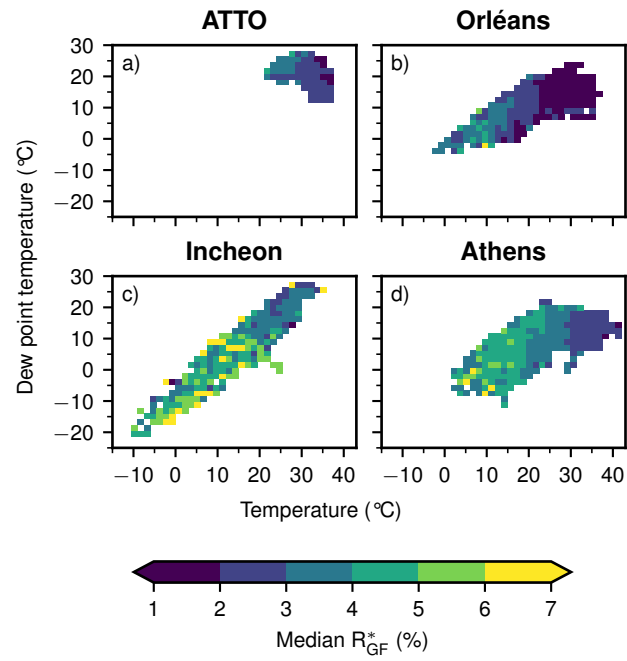 ATTO
Orléans
30
20
10
0
−10
−20
a)
b)
Incheon
Athens
30
20
10
0
−10
−20
c)
d)
Dew point temperature (°C)
−10 0 10 20 30 40
−10 0 10 20 30 40
Temperature (°C)
1 2 3 4 5 6 7
Median R*GF (%)